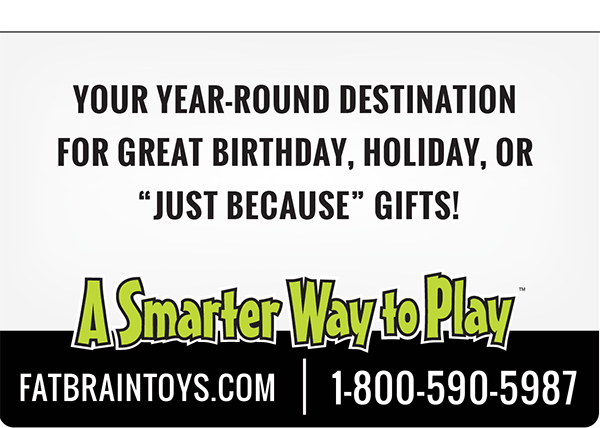 YOUR YEAR-ROUND DESTINATION
FOR GREAT BIRTHDAY, HOLIDAY, OR
“JUST BECAUSE” GIFTS!
A Smarter Way to Play™
FATBRAINTOYS.COM | 1-800-590-5987